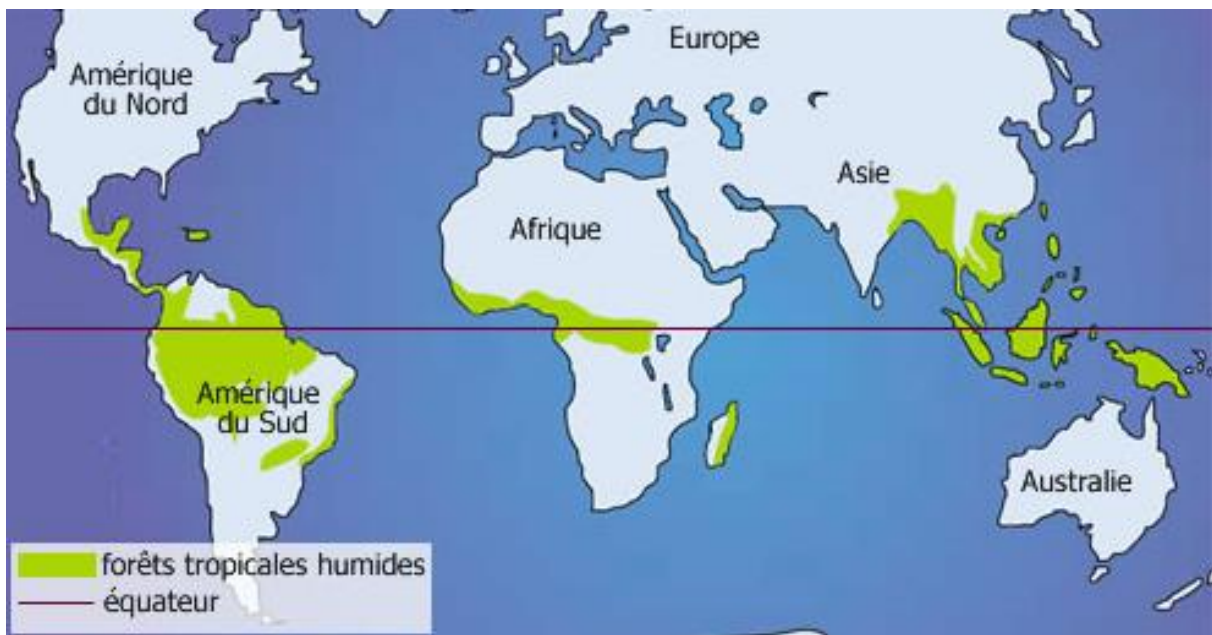 Europe
Amérique
du Nord
Asie
Afrique
Amérique
du Sud
Australie
forêts tropicales humides
équateur